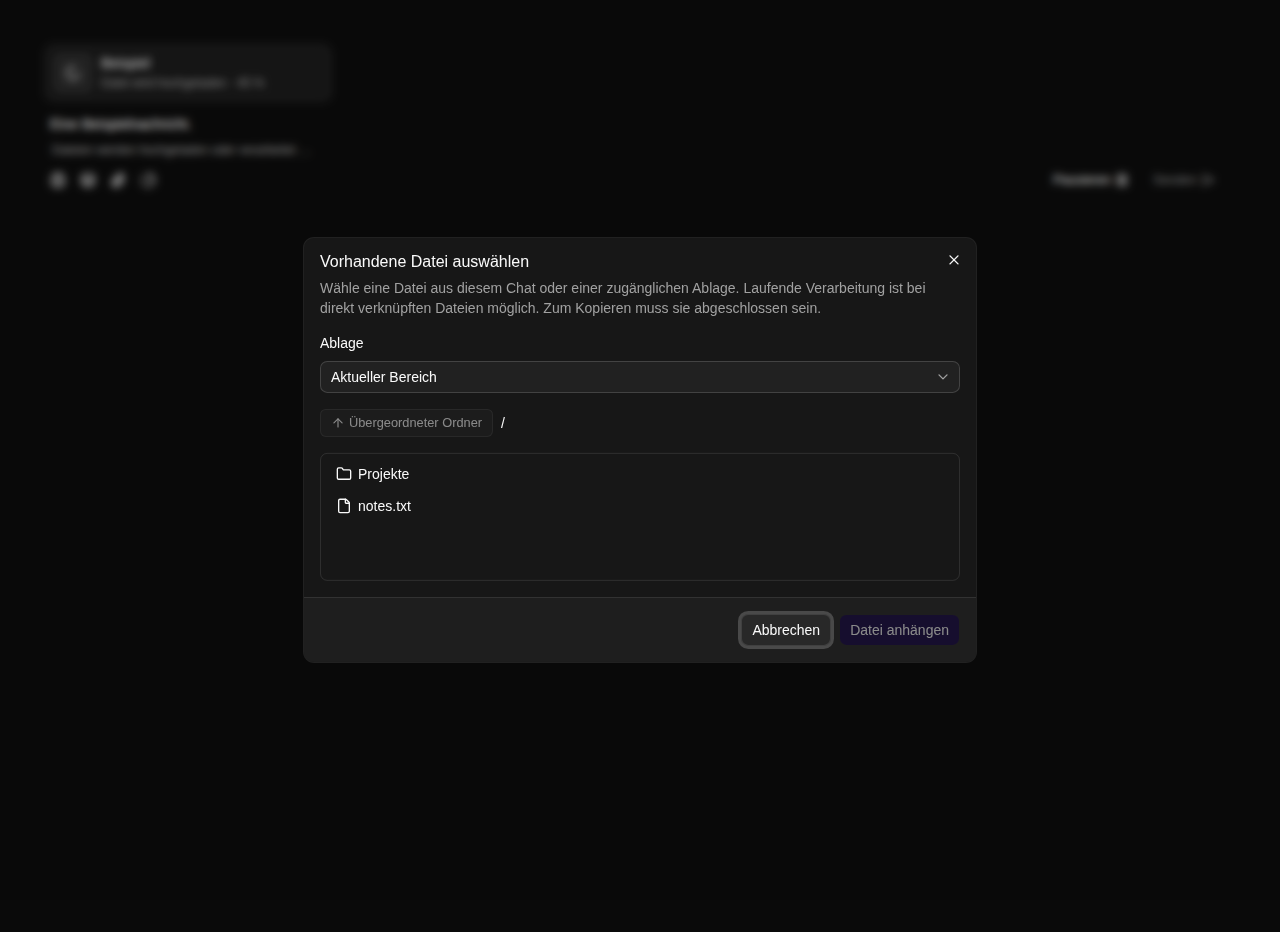 Vorhandene Datei auswählen
Wähle eine Datei aus diesem Chat oder einer zugänglichen Ablage. Laufende Verarbeitung ist bei
direkt verknüpften Dateien möglich. Zum Kopieren muss sie abgeschlossen sein.
Ablage
Aktueller Bereich
Übergeordneter Ordner /
Projekte
notes.txt
Abbrechen Datei anhängen